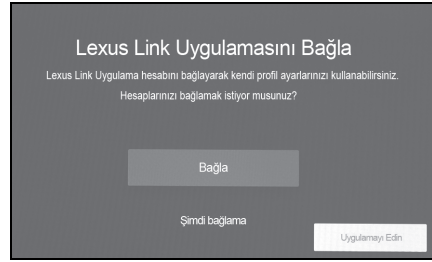 Lexus Link Uygulamasını Bağla
Lexus Link Uygulama hesabını bağlayarak kendi profil ayarlarınızı kullanabilirsiniz.
Hesaplarınızı bağlamak istiyor musunuz?
Bağla
Şimdi bağlama
Uygulamayı Edin